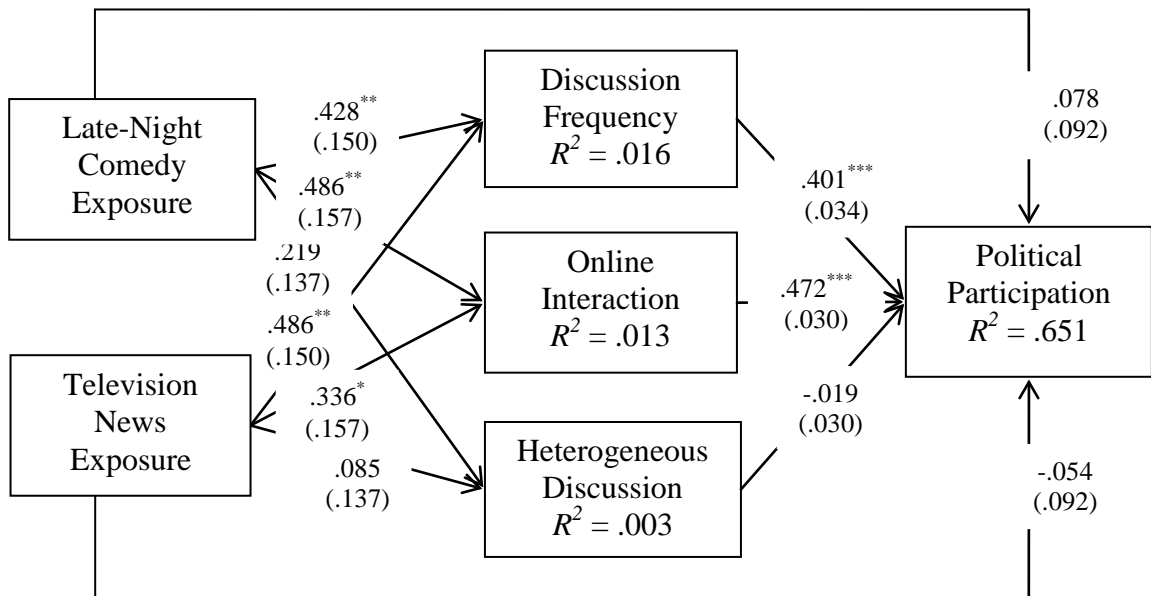 Late-Night
Comedy
Exposure
Television
News
Exposure
.428**
(.150)
.486**
(.157)
.219
(.137)
.486**
(.150)
.336*
(.157)
.085
(.137)
Discussion
Frequency
R² = .016
Online
Interaction
R² = .013
Heterogeneous
Discussion
R² = .003
.401***
(.034)
.472***
(.030)
-.019
(.030)
.078
(.092)
Political
Participation
R² = .651
-.054
(.092)